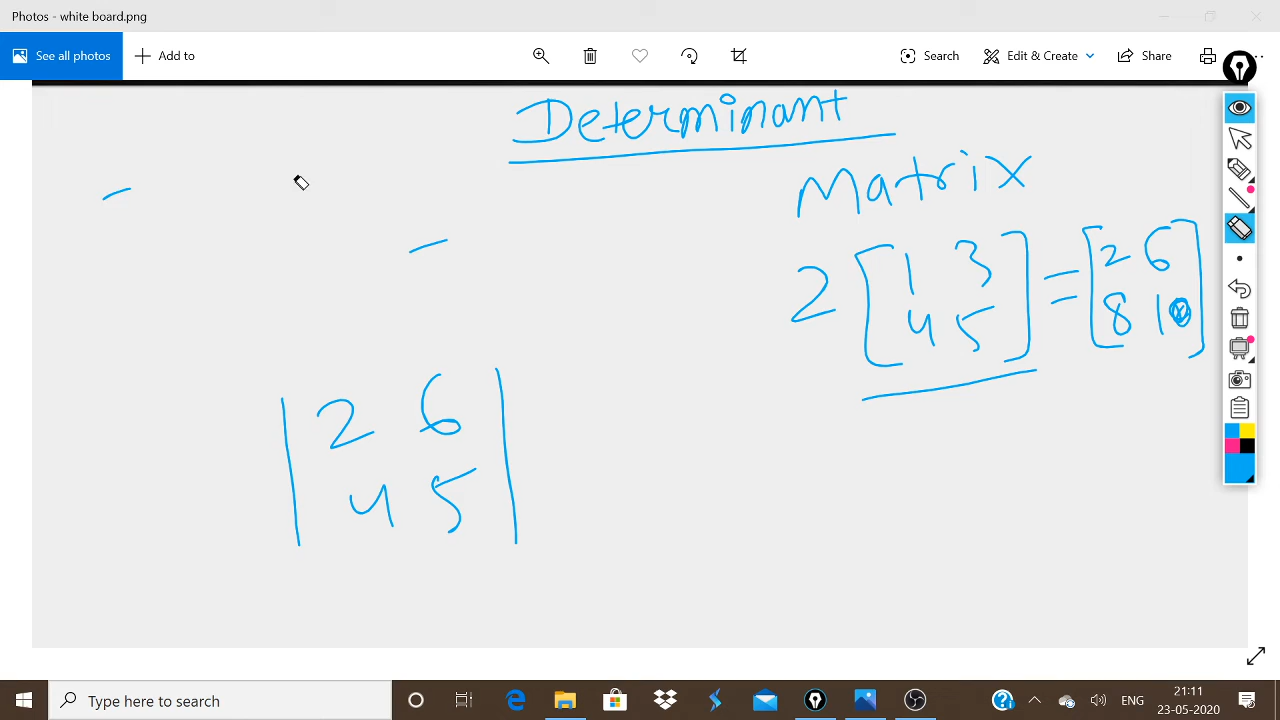 Photos - white board.png
See all photos
Add to
Search
Edit & Create
Share
Determinant
Matrix
2 [1 3] = [2 6]
[4 5] [8 10]
|2 6|
|4 5|
Type here to search
ENG
21:11
23-05-2020